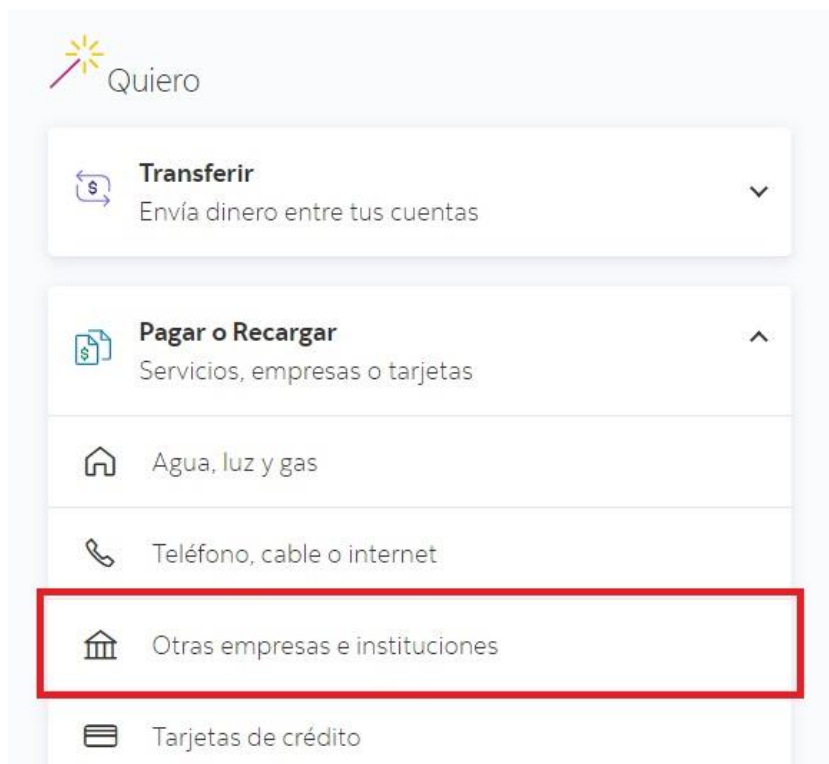 Quiero
Transferir
Envía dinero entre tus cuentas
Pagar o Recargar
Servicios, empresas o tarjetas
Agua, luz y gas
Teléfono, cable o internet
Otras empresas e instituciones
Tarjetas de crédito